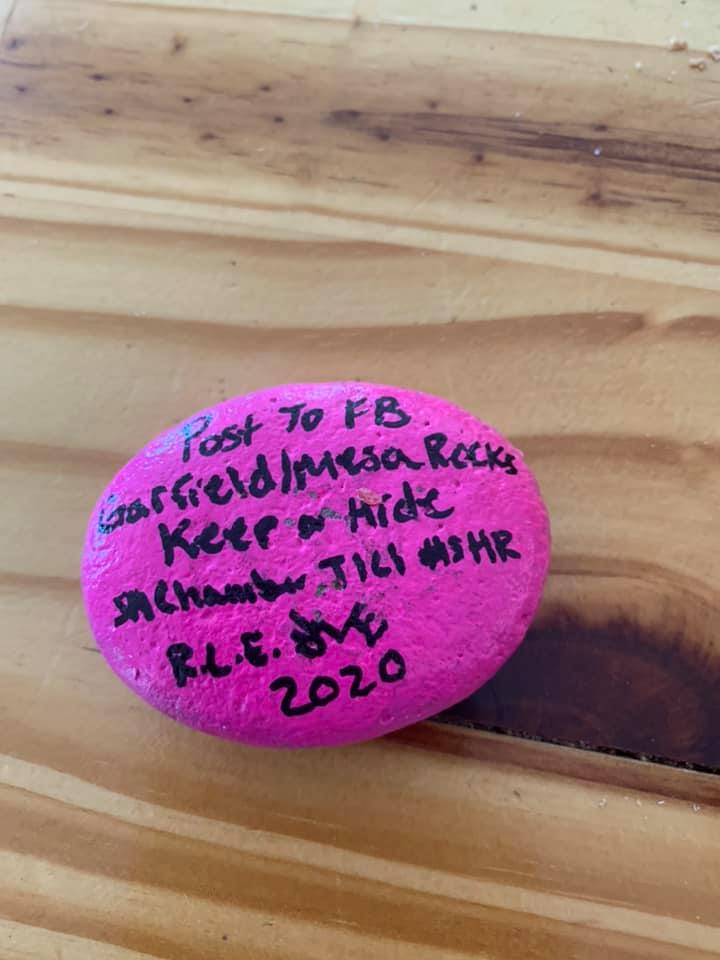 Post To FB
Garfield/Mesa Rocks
Keep or Hide
Chamber
R.L.E.
2020